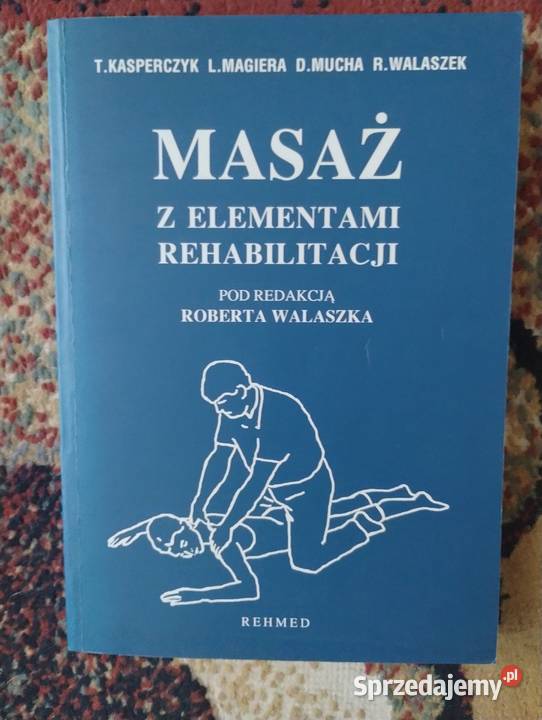 T.KASPERCZYK L.MAGIERA D.MUCHA R.WALASZEK
MASAŻ
Z ELEMENTAMI
REHABILITACJI
POD REDAKCJĄ
ROBERTA WALASZKA
REHMED
Sprzedajemy.pl